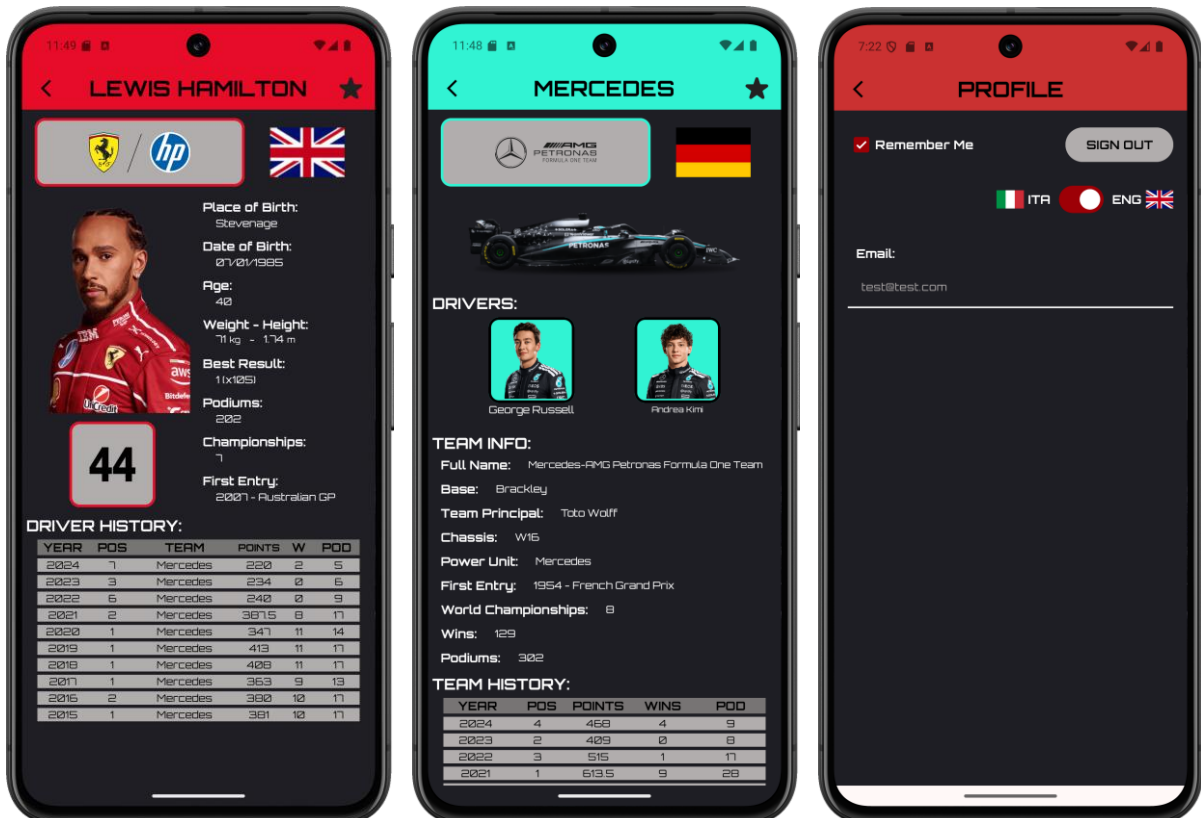 11:49
LEWIS HAMILTON
hp
Place of Birth:
Stevenage
Date of Birth:
07/01/1985
Age:
40
Weight - Height:
71 kg - 1.74 m
Best Result:
1 (x105)
Podiums:
202
Championships:
7
First Entry:
2007 - Australian GP
IBM
aws
Bitdefe
UniCredit
44
DRIVER HISTORY:
YEAR POS TEAM POINTS W POD
2024 7 Mercedes 220 2 5
2023 3 Mercedes 234 0 6
2022 6 Mercedes 240 0 9
2021 2 Mercedes 387.5 8 17
2020 1 Mercedes 347 11 14
2019 1 Mercedes 413 11 17
2018 1 Mercedes 408 11 17
2017 1 Mercedes 363 9 13
2016 2 Mercedes 380 10 17
2015 1 Mercedes 381 10 17
11:48
MERCEDES
AMG
PETRONAS
FORMULA ONE TEAM
PETRONAS
DRIVERS:
George Russell
Andrea Kimi
TEAM INFO:
Full Name: Mercedes-AMG Petronas Formula One Team
Base: Brackley
Team Principal: Toto Wolff
Chassis: W16
Power Unit: Mercedes
First Entry: 1954 - French Grand Prix
World Championships: 8
Wins: 129
Podiums: 302
TEAM HISTORY:
YEAR POS POINTS WINS POD
2024 4 468 4 9
2023 2 409 0 8
2022 3 515 1 17
2021 1 613.5 9 28
7:22
PROFILE
Remember Me
SIGN OUT
ITA ENG
Email:
test@test.com